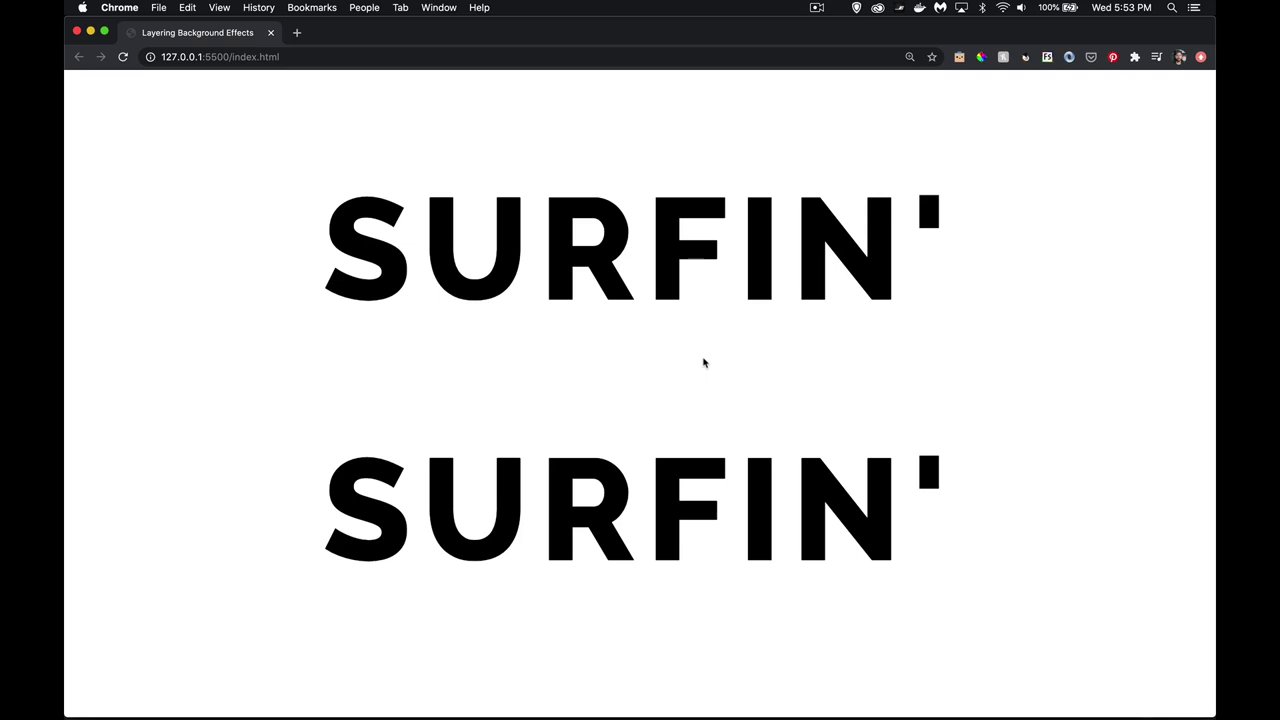 Chrome File Edit View History Bookmarks People Tab Window Help 100% Wed 5:53 PM
Layering Background Effects
127.0.0.1:5500/index.html
SURFIN'
SURFIN'